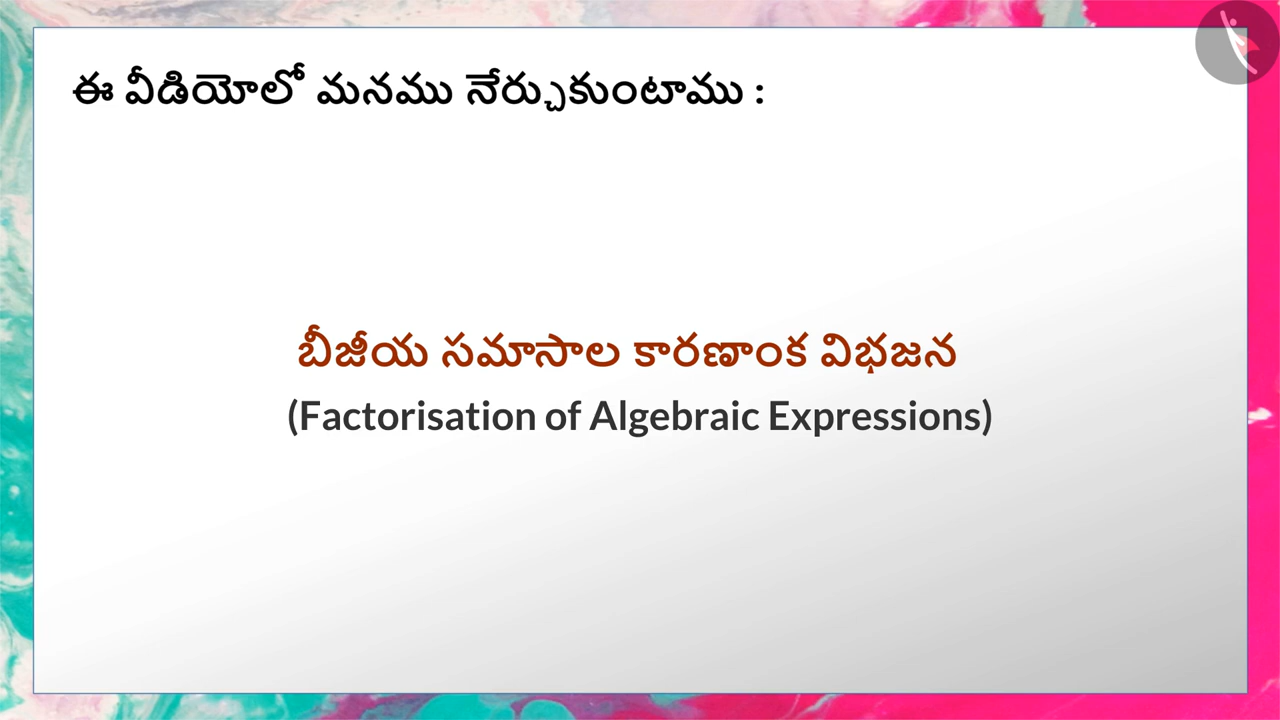 ఈ వీడియోలో మనము నేర్చుకుంటాము :
బీజీయ సమాసాల కారణాంక విభజన
(Factorisation of Algebraic Expressions)